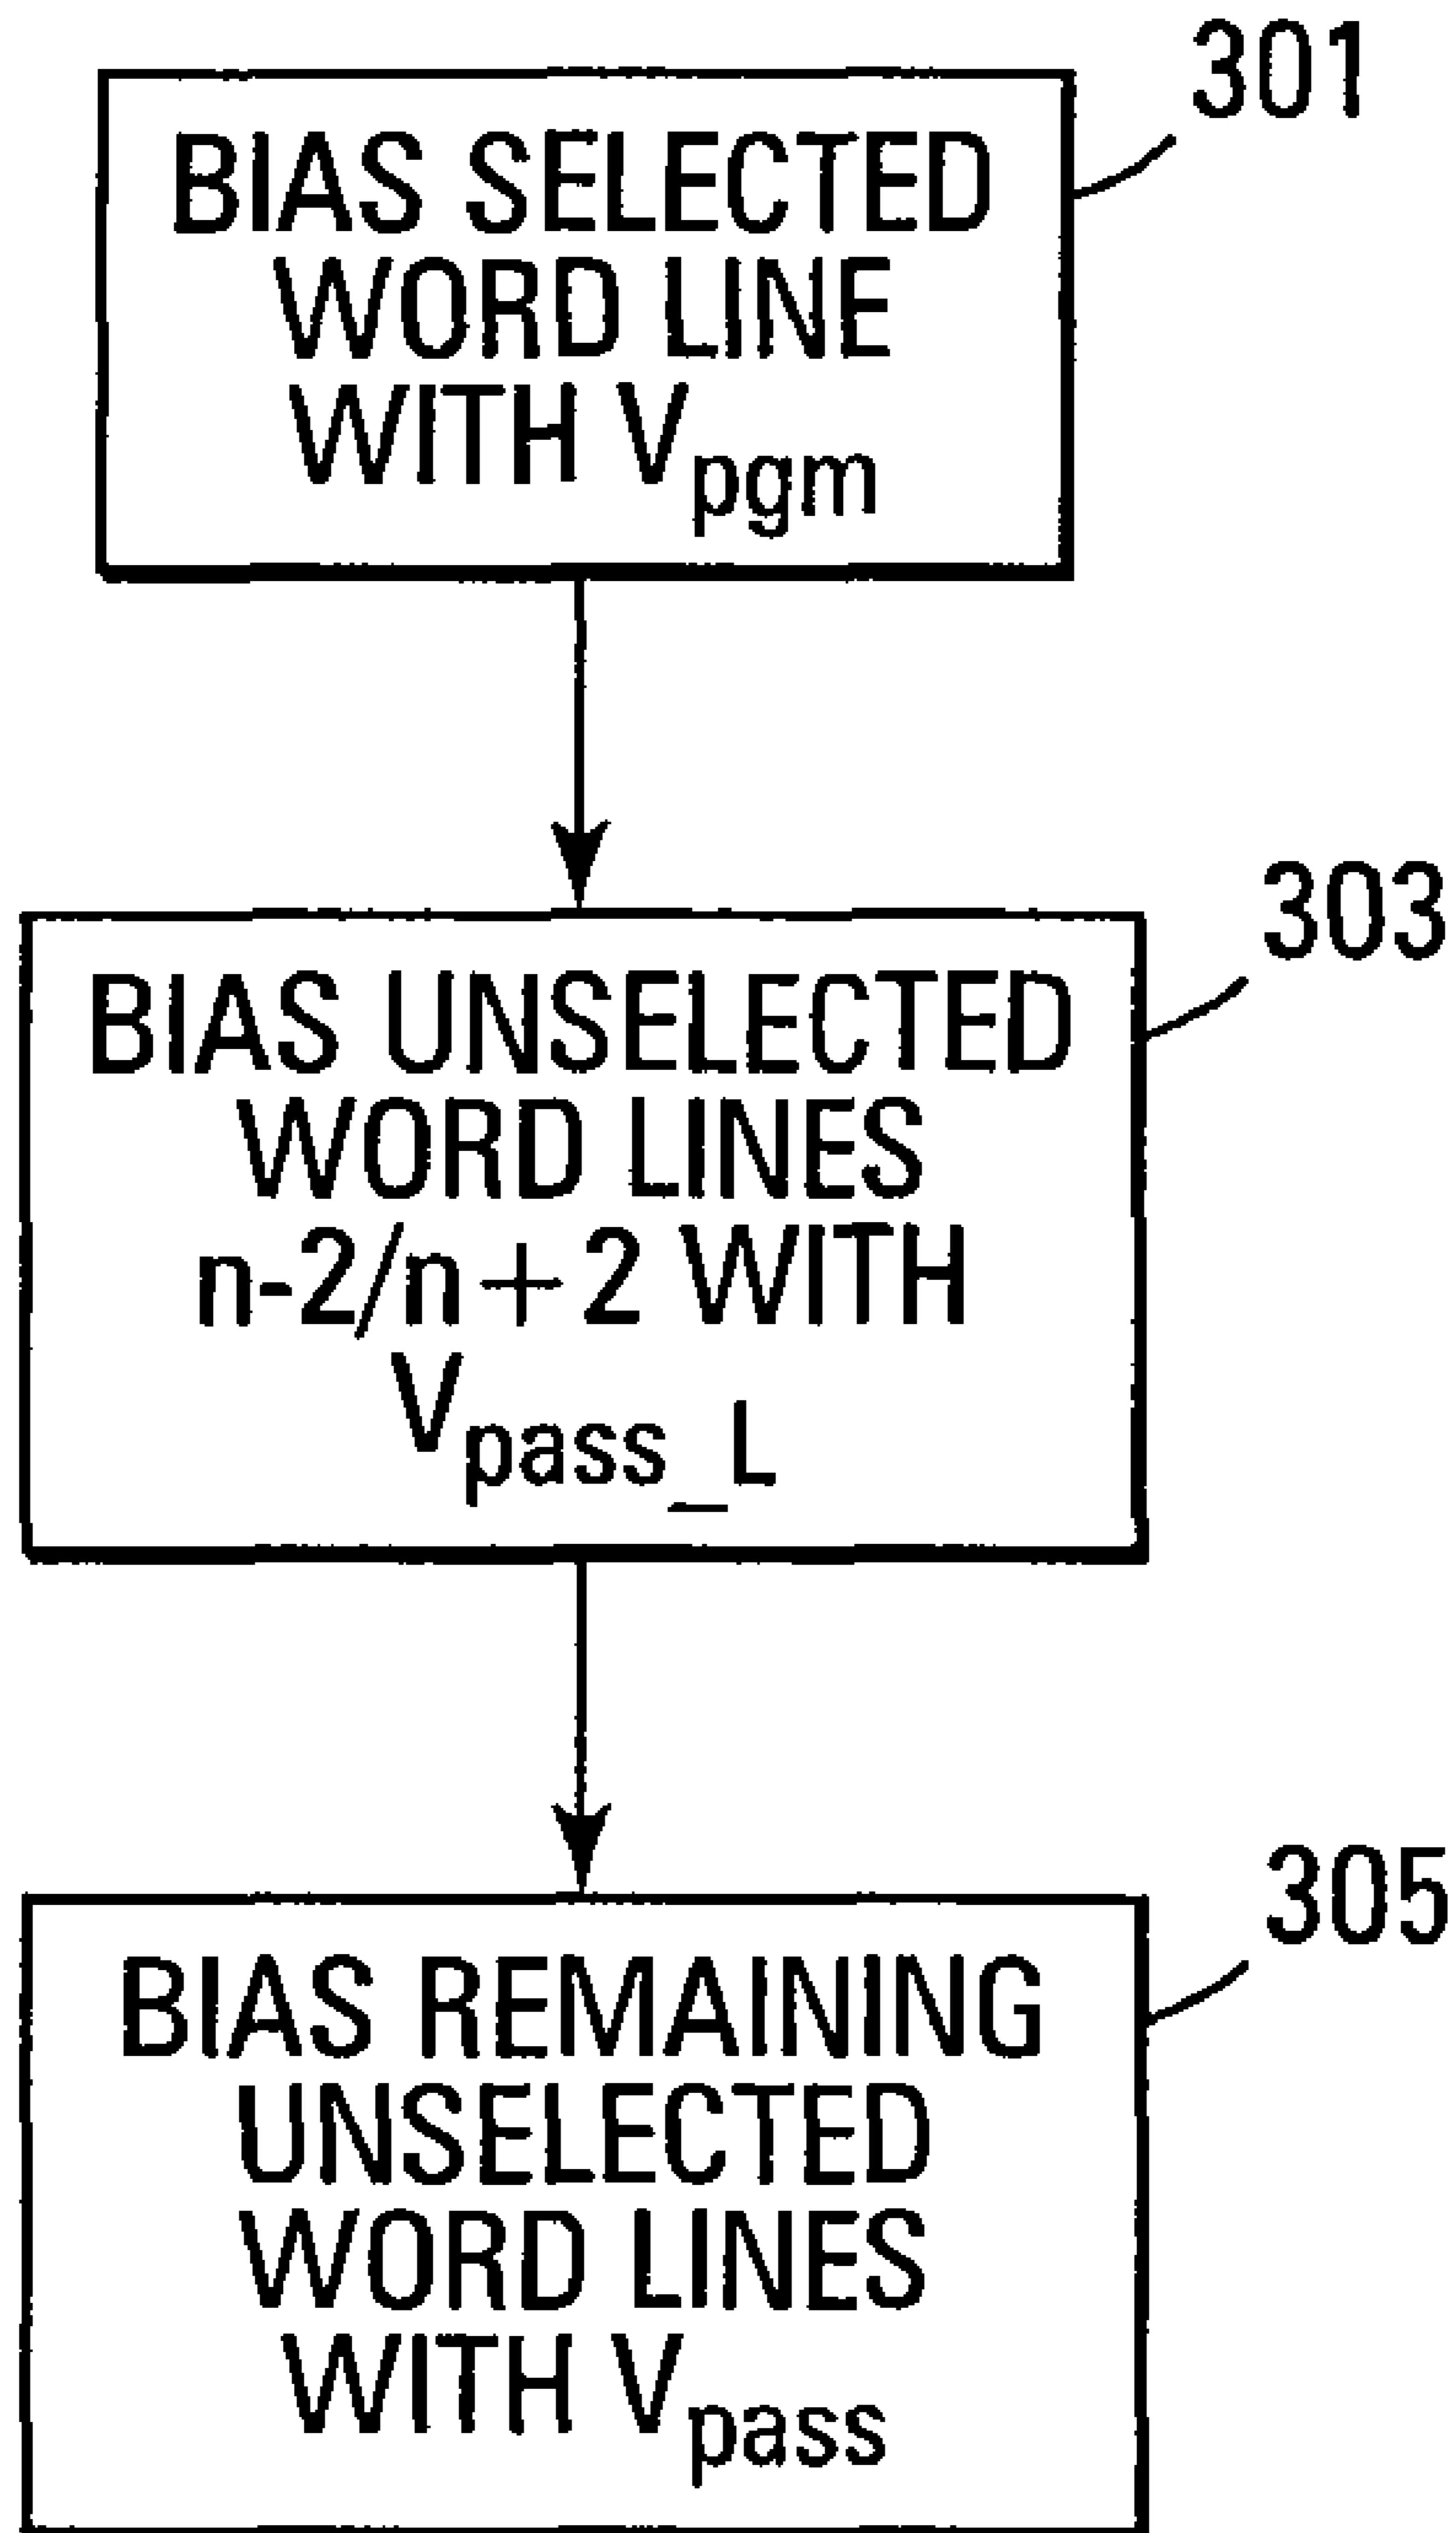 301
BIAS SELECTED
WORD LINE
WITH Vpgm
303
BIAS UNSELECTED
WORD LINES
n-2/n+2 WITH
Vpass_L
305
BIAS REMAINING
UNSELECTED
WORD LINES
WITH Vpass